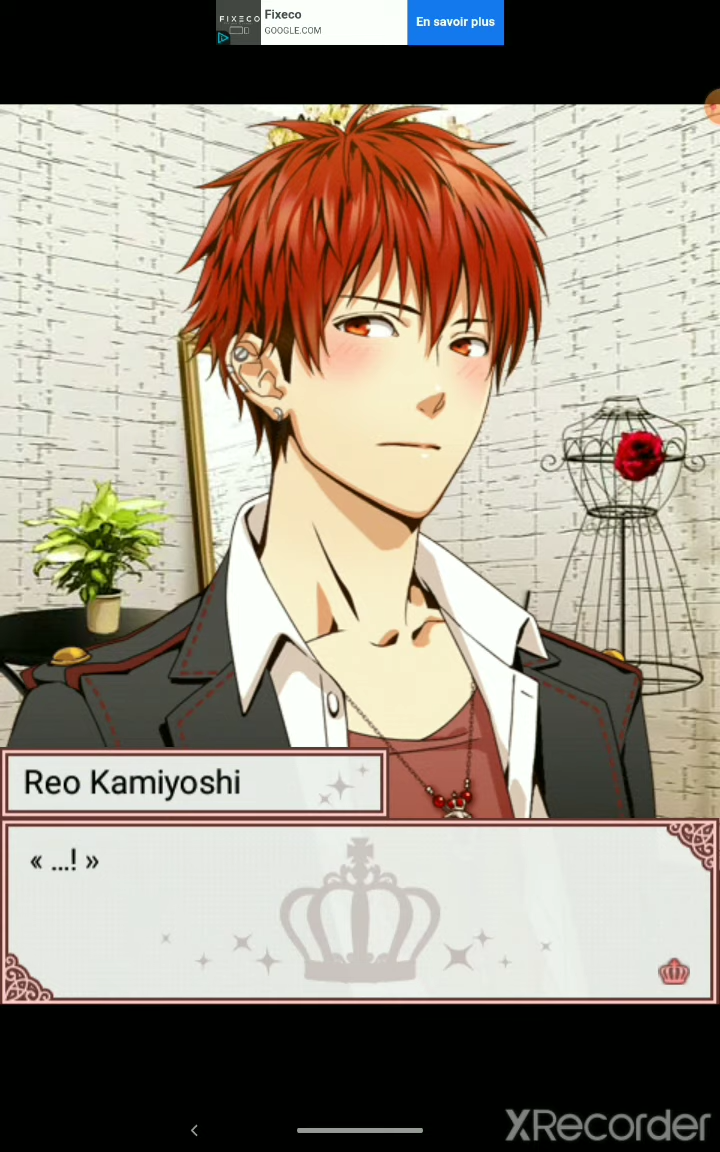 FIXECO
Fixeco
GOOGLE.COM
En savoir plus
Reo Kamiyoshi
« ...! »
XRecorder